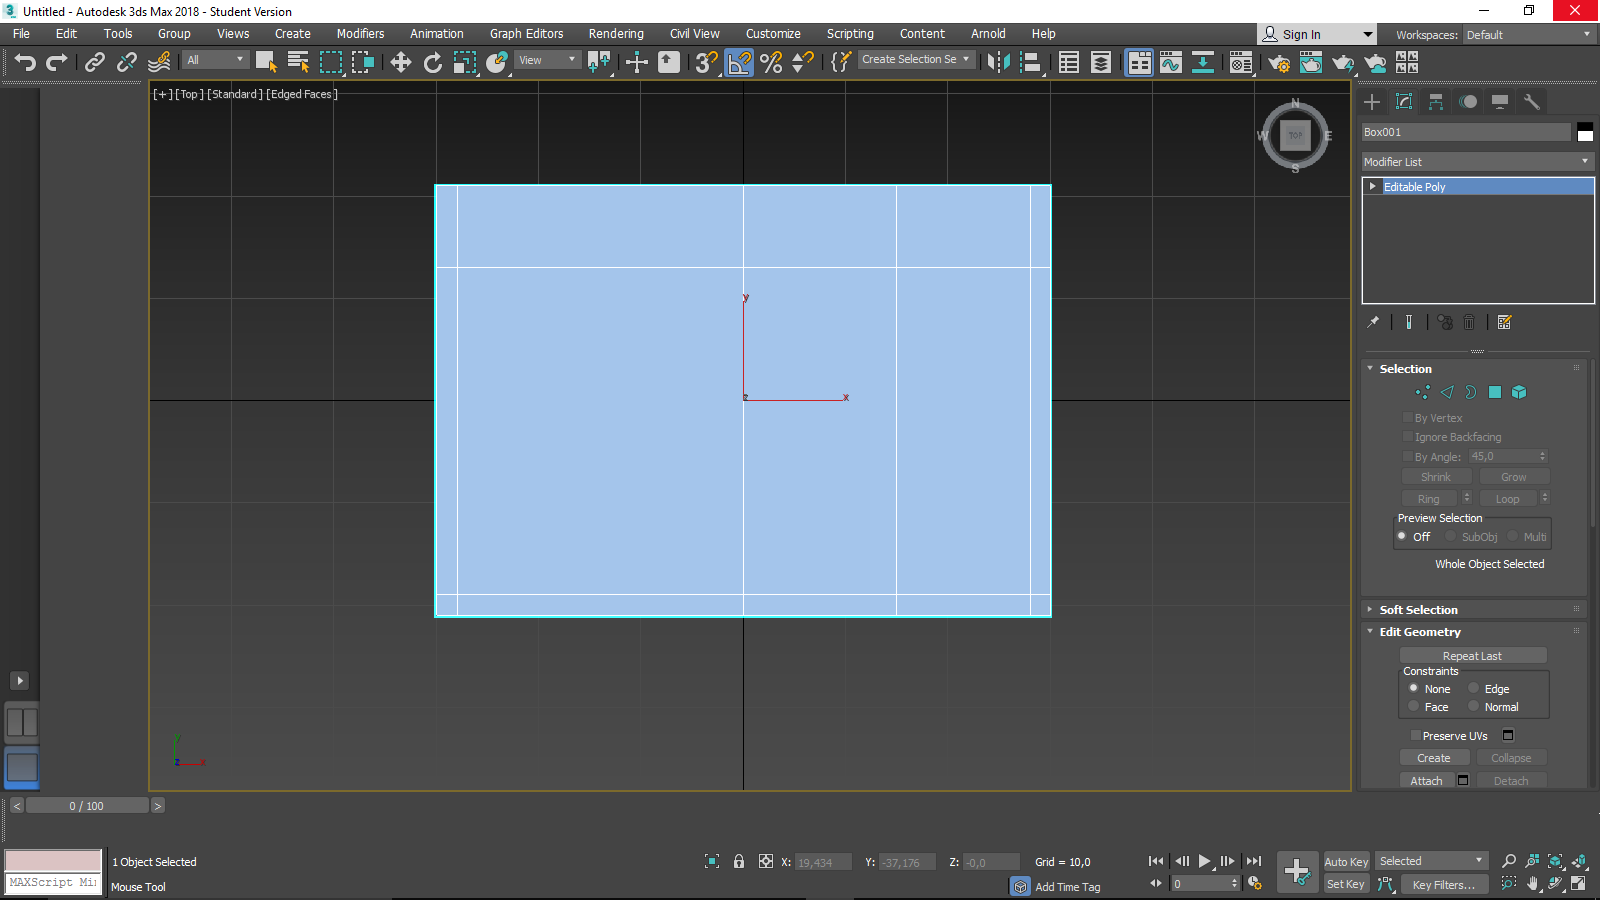 Untitled - Autodesk 3ds Max 2018 - Student Version
File Edit Tools Group Views Create Modifiers Animation Graph Editors Rendering Civil View Customize Scripting Content Arnold Help Sign In Workspaces: Default
All View 3 Create Selection Se
[+] [Top] [Standard] [Edged Faces]
N
W TOP E
S
y
z x
y
z x
Box001
Modifier List
Editable Poly
Selection
By Vertex
Ignore Backfacing
By Angle: 45,0
Shrink Grow
Ring Loop
Preview Selection
Off SubObj Multi
Whole Object Selected
Soft Selection
Edit Geometry
Repeat Last
Constraints
None Edge
Face Normal
Preserve UVs
Create Collapse
Attach Detach
< 0 / 100 >
1 Object Selected X: 19,434 Y: -37,176 Z: -0,0 Grid = 10,0 Auto Key Selected
MAXScript Mi
Mouse Tool Add Time Tag 0 Set Key Key Filters...